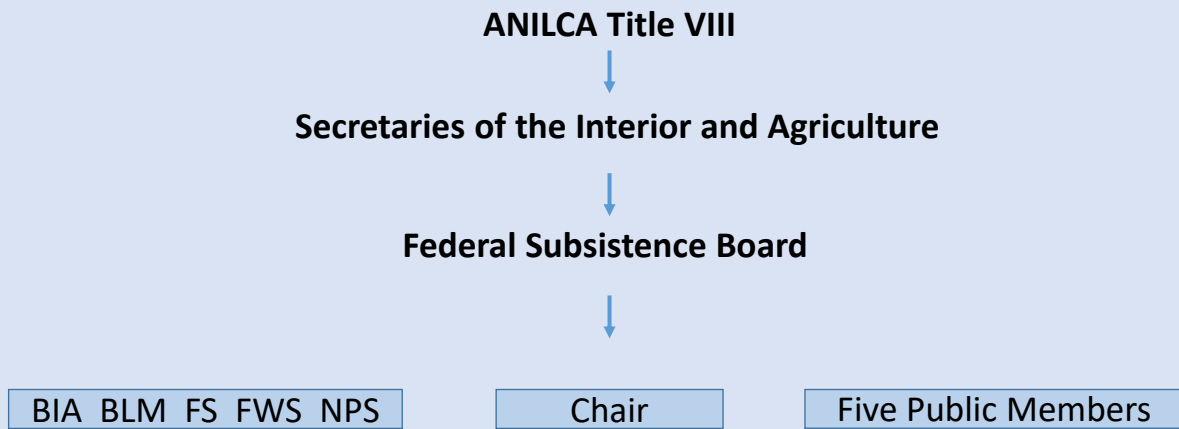 ANILCA Title VIII
Secretaries of the Interior and Agriculture
Federal Subsistence Board
BIA BLM FS FWS NPS
Chair
Five Public Members